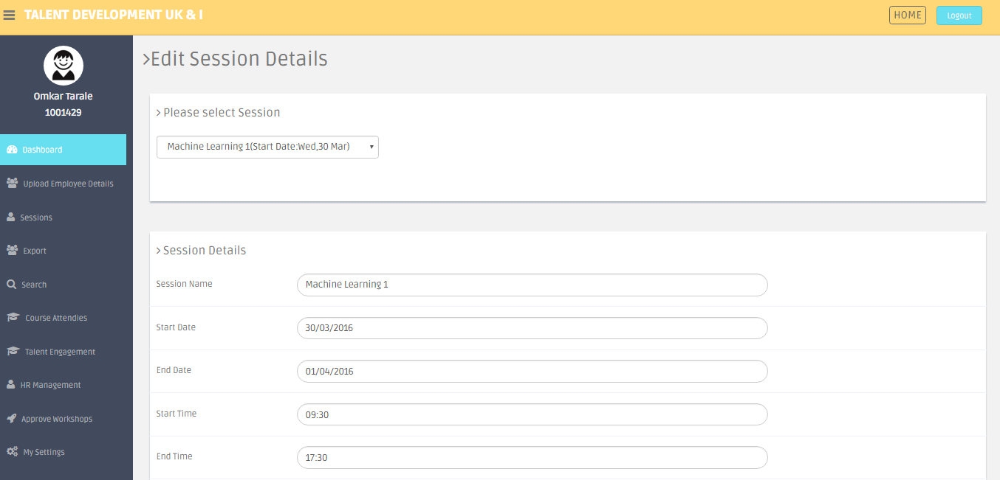 TALENT DEVELOPMENT UK & I
HOME
Logout
Omkar Tarale
1001429
Dashboard
Upload Employee Details
Sessions
Export
Search
Course Attendies
Talent Engagement
HR Management
Approve Workshops
My Settings
>Edit Session Details
> Please select Session
Machine Learning 1(Start Date:Wed,30 Mar)
> Session Details
Session Name Machine Learning 1
Start Date 30/03/2016
End Date 01/04/2016
Start Time 09:30
End Time 17:30